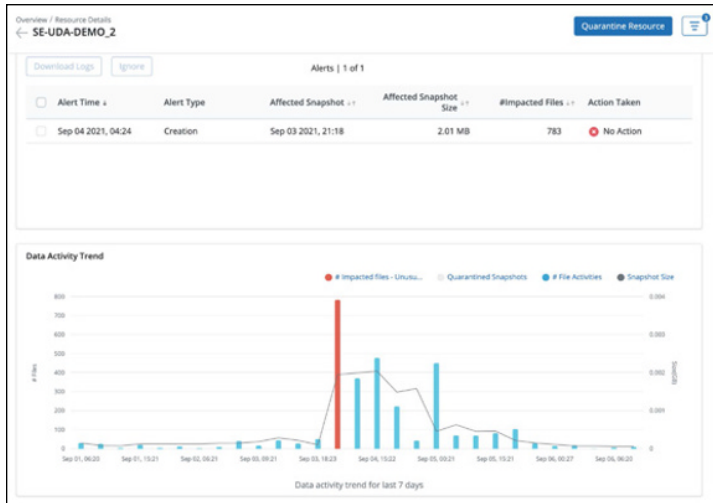 Overview / Resource Details
SE-UDA-DEMO_2
Quarantine Resource
Download Logs
Ignore
Alerts | 1 of 1
Alert Time
Alert Type
Affected Snapshot
Affected Snapshot Size
#Impacted Files
Action Taken
Sep 04 2021, 04:24
Creation
Sep 03 2021, 21:18
2.01 MB
783
No Action
Data Activity Trend
# Impacted files - Unusu...
Quarantined Snapshots
# File Activities
Snapshot Size
800
700
600
500
400
300
200
100
0
# Files
0.004
0.003
0.002
0.001
0
Size(GB)
Sep 01, 06:20
Sep 01, 15:21
Sep 02, 08:21
Sep 03, 09:21
Sep 03, 18:23
Sep 04, 15:22
Sep 05, 00:21
Sep 05, 15:21
Sep 06, 00:27
Sep 06, 06:20
Data activity trend for last 7 days